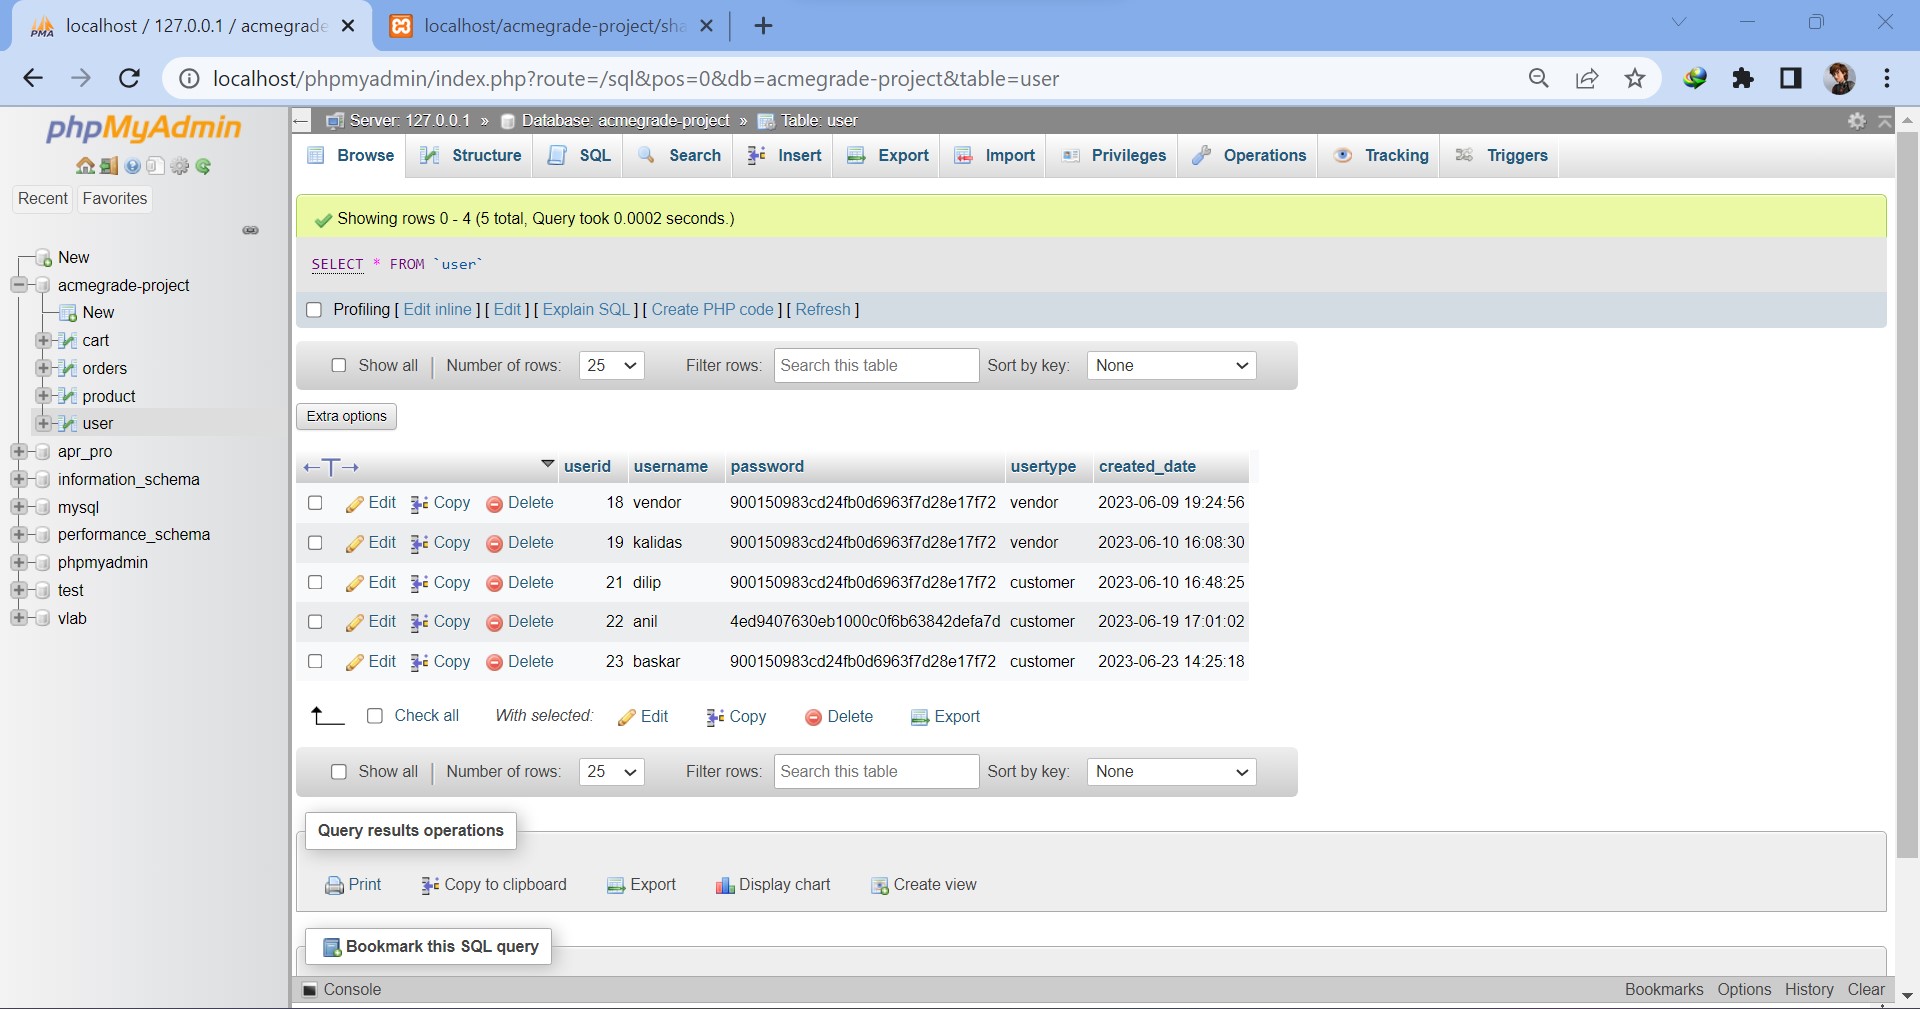 localhost / 127.0.0.1 / acmegrade
localhost/acmegrade-project/sha
localhost/phpmyadmin/index.php?route=/sql&pos=0&db=acmegrade-project&table=user
phpMyAdmin
Recent Favorites
New
acmegrade-project
New
cart
orders
product
user
apr_pro
information_schema
mysql
performance_schema
phpmyadmin
test
vlab
Server: 127.0.0.1 » Database: acmegrade-project » Table: user
Browse Structure SQL Search Insert Export Import Privileges Operations Tracking Triggers
Showing rows 0 - 4 (5 total, Query took 0.0002 seconds.)
SELECT * FROM `user`
Profiling [ Edit inline ] [ Edit ] [ Explain SQL ] [ Create PHP code ] [ Refresh ]
Show all | Number of rows: 25 Filter rows: Search this table Sort by key: None
Extra options
userid username password usertype created_date
Edit Copy Delete 18 vendor 900150983cd24fb0d6963f7d28e17f72 vendor 2023-06-09 19:24:56
Edit Copy Delete 19 kalidas 900150983cd24fb0d6963f7d28e17f72 vendor 2023-06-10 16:08:30
Edit Copy Delete 21 dilip 900150983cd24fb0d6963f7d28e17f72 customer 2023-06-10 16:48:25
Edit Copy Delete 22 anil 4ed9407630eb1000c0f6b63842defa7d customer 2023-06-19 17:01:02
Edit Copy Delete 23 baskar 900150983cd24fb0d6963f7d28e17f72 customer 2023-06-23 14:25:18
Check all With selected: Edit Copy Delete Export
Show all | Number of rows: 25 Filter rows: Search this table Sort by key: None
Query results operations
Print Copy to clipboard Export Display chart Create view
Bookmark this SQL query
Console Bookmarks Options History Clear